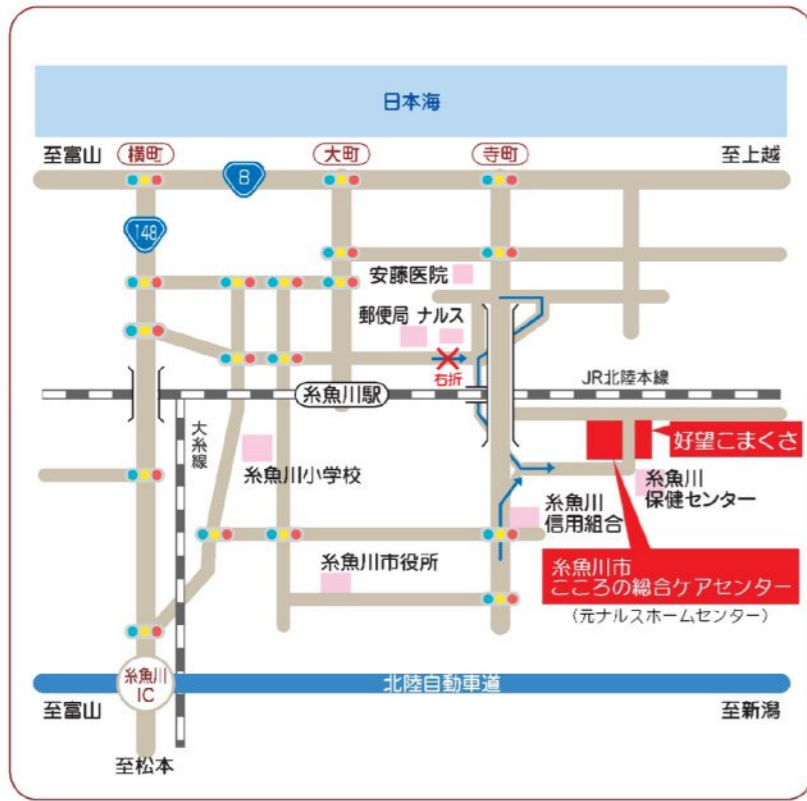 日本海
至富山
横町
大町
寺町
至上越
8
148
安藤医院
郵便局 ナルス
右折
JR北陸本線
糸魚川駅
大糸線
好望こまくさ
糸魚川小学校
糸魚川
保健センター
糸魚川
信用組合
糸魚川市役所
糸魚川市
こころの総合ケアセンター
（元ナルスホームセンター）
糸魚川
IC
北陸自動車道
至富山
至新潟
至松本